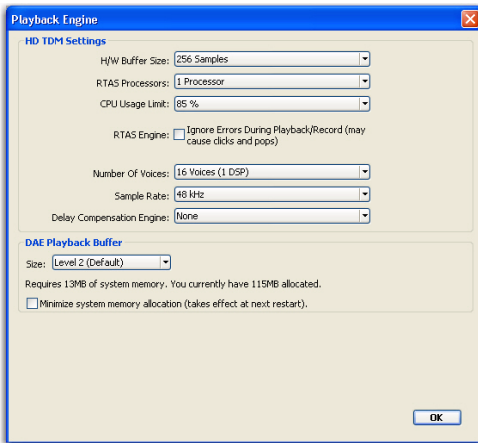 Playback Engine
HD TDM Settings
H/W Buffer Size: 256 Samples
RTAS Processors: 1 Processor
CPU Usage Limit: 85 %
RTAS Engine: Ignore Errors During Playback/Record (may
cause clicks and pops)
Number Of Voices: 16 Voices (1 DSP)
Sample Rate: 48 kHz
Delay Compensation Engine: None
DAE Playback Buffer
Size: Level 2 (Default)
Requires 13MB of system memory. You currently have 115MB allocated.
Minimize system memory allocation (takes effect at next restart).
OK